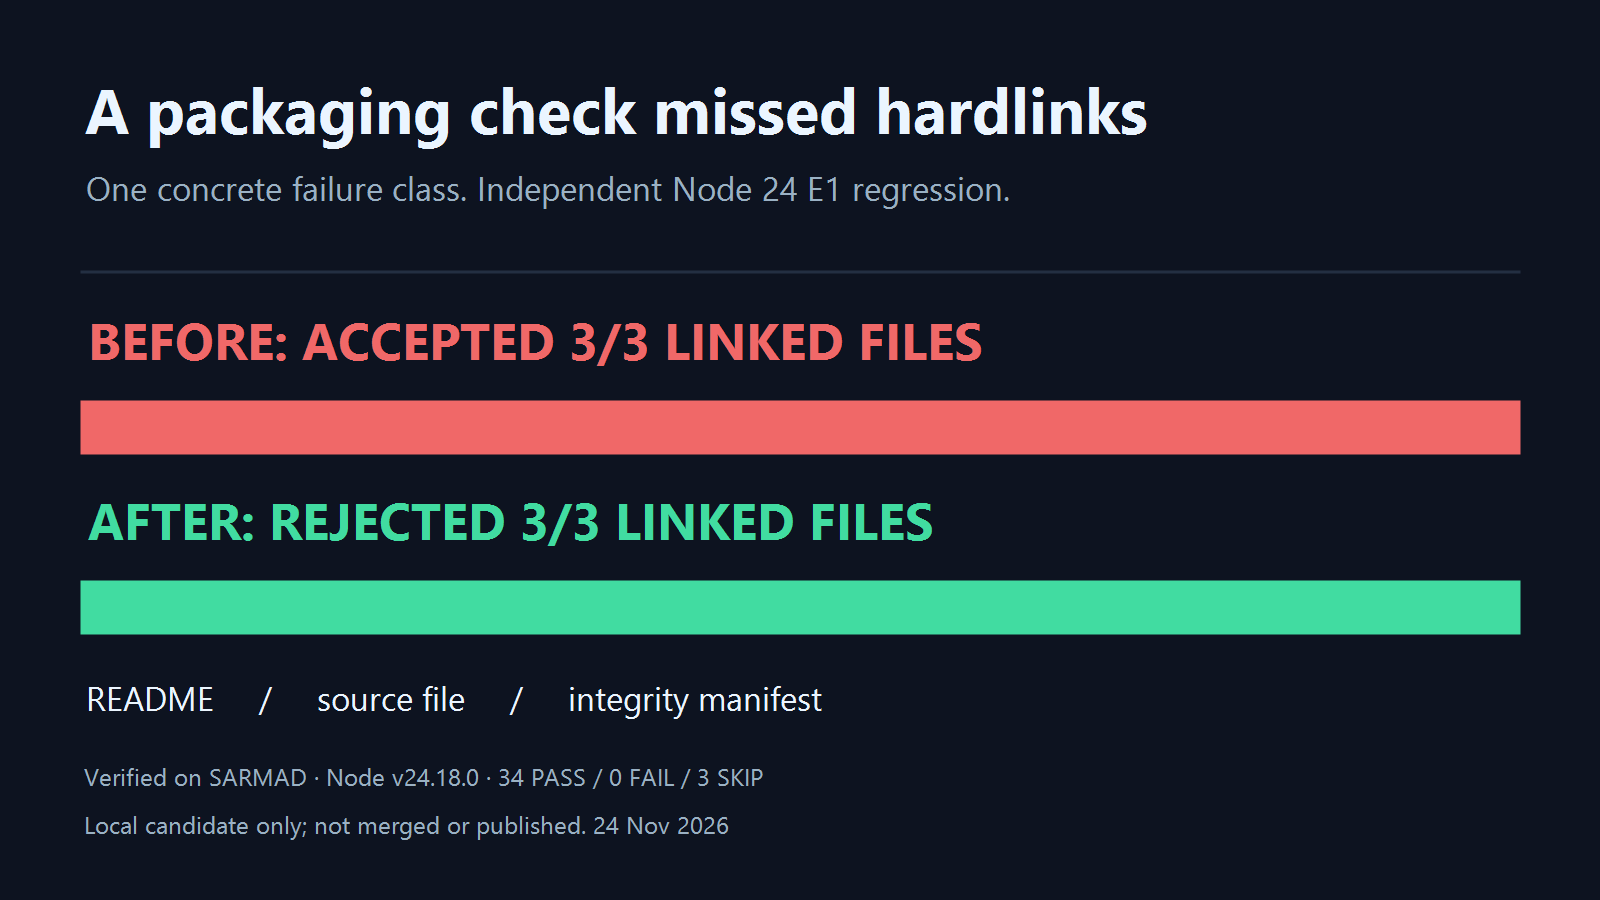 A packaging check missed hardlinks
One concrete failure class. Independent Node 24 E1 regression.
BEFORE: ACCEPTED 3/3 LINKED FILES
AFTER: REJECTED 3/3 LINKED FILES
README / source file / integrity manifest
Verified on SARMAD · Node v24.18.0 · 34 PASS / 0 FAIL / 3 SKIP
Local candidate only; not merged or published. 24 Nov 2026